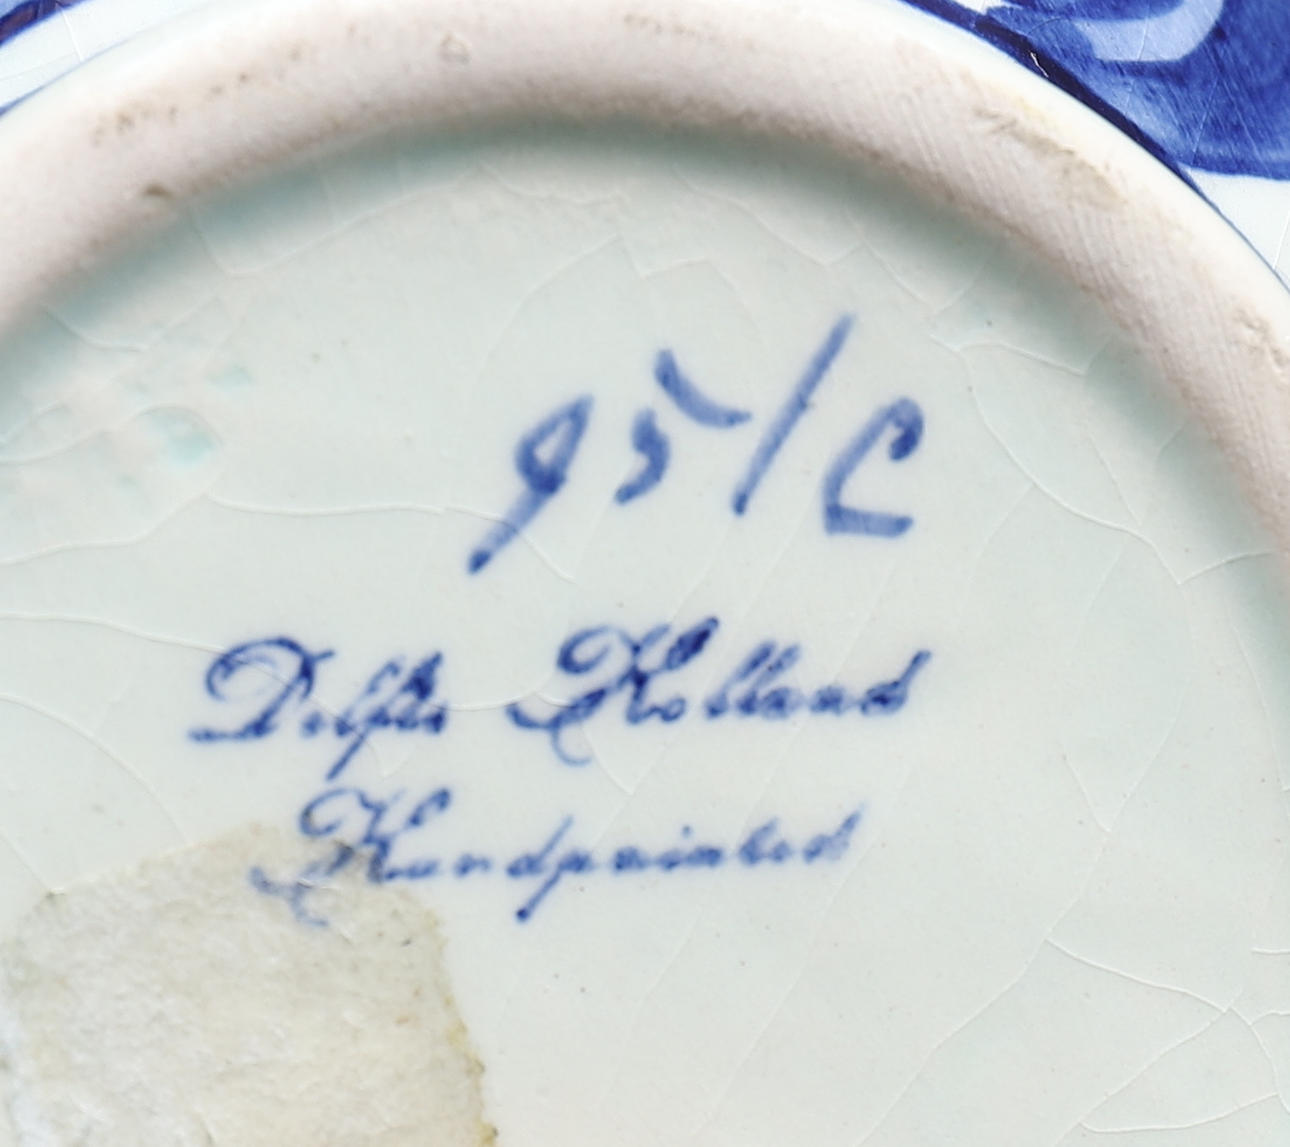 95/C
Delfts Holland
Handpainted